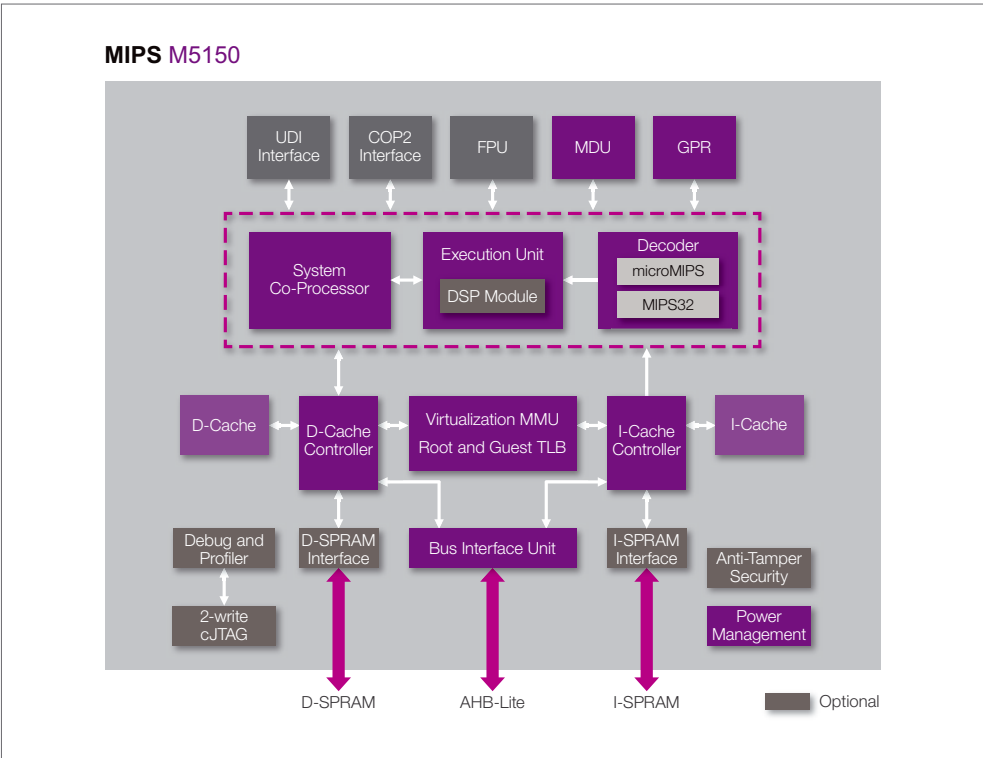 MIPS M5150
UDI
Interface
COP2
Interface
FPU
MDU
GPR
System
Co-Processor
Execution Unit
DSP Module
Decoder
microMIPS
MIPS32
D-Cache
D-Cache
Controller
Virtualization MMU
Root and Guest TLB
I-Cache
Controller
I-Cache
Debug and
Profiler
D-SPRAM
Interface
Bus Interface Unit
I-SPRAM
Interface
Anti-Tamper
Security
2-write
cJTAG
Power
Management
D-SPRAM
AHB-Lite
I-SPRAM
Optional